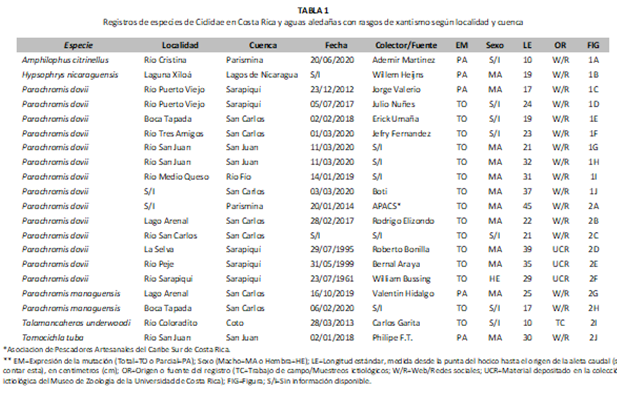 TABLA 1
Registros de especies de Cichlidae en Costa Rica y aguas aledañas con rasgos de xantismo según localidad y cuenca
Especie Localidad Cuenca Fecha Colector/Fuente EM Sexo LE OR FIG
Amphilophus citrinellus Río Cristina Parismina 20/06/2020 Ademir Martinez PA S/I 10 W/R 1A
Hypsophrys nicaraguensis Laguna Xiloá Lagos de Nicaragua S/I Willem Heijns PA MA 19 W/R 1B
Parachromis dovii Río Puerto Viejo Sarapiquí 23/12/2012 Jorge Valerio PA MA 17 W/R 1C
Parachromis dovii Río Puerto Viejo Sarapiquí 05/07/2017 Julio Nuñes TO S/I 24 W/R 1D
Parachromis dovii Boca Tapada San Carlos 02/02/2018 Erick Umaña TO S/I 19 W/R 1E
Parachromis dovii Río Tres Amigos San Carlos 01/03/2020 Jefry Fernandez TO S/I 23 W/R 1F
Parachromis dovii Río San Juan San Juan 11/03/2020 S/I TO MA 21 W/R 1G
Parachromis dovii Río San Juan San Juan 11/03/2020 S/I TO MA 32 W/R 1H
Parachromis dovii Río Medio Queso Río Frío 14/01/2019 S/I TO MA 31 W/R 1I
Parachromis dovii S/I San Carlos 03/03/2020 Boti TO MA 37 W/R 1J
Parachromis dovii S/I Parismina 20/01/2014 APACS* TO MA 45 W/R 2A
Parachromis dovii Lago Arenal San Carlos 28/02/2017 Rodrigo Elizondo TO MA 22 W/R 2B
Parachromis dovii Río San Carlos San Carlos S/I S/I TO S/I 21 W/R 2C
Parachromis dovii La Selva Sarapiquí 29/07/1995 Roberto Bonilla TO MA 39 UCR 2D
Parachromis dovii Río Peje Sarapiquí 31/05/1999 Bernal Araya TO MA 35 UCR 2E
Parachromis dovii Río Sarapiquí Sarapiquí 23/07/1961 William Bussing TO HE 29 UCR 2F
Parachromis managuensis Lago Arenal San Carlos 16/10/2019 Valentín Hidalgo PA MA 25 W/R 2G
Parachromis managuensis Boca Tapada San Carlos 06/02/2020 S/I TO S/I 17 W/R 2H
Talamancaheros underwoodi Río Coloradito Coto 28/03/2013 Carlos Garita TO S/I 10 TC 2I
Tomocichla tuba Río San Juan San Juan 02/01/2018 Philipe F.T. PA MA 30 W/R 2J
*Asociacion de Pescadores Artesanales del Caribe Sur de Costa Rica.
** EM=Expresión de la mutación (Total=TO o Parcial=PA); Sexo (Macho=MA o Hembra=HE); LE=Longitud estándar, medida desde la punta del hocico hasta el origen de la aleta caudal (s
contar esta), en centímetros (cm); OR=Origen o fuente del registro (TC=Trabajo de campo/Muestreos ictiológicos; W/R=Web/Redes sociales; UCR=Material depositado en la colecci
ictiológica del Museo de Zoología de la Universidad de Costa Rica); FIG=Figura; S/I=Sin información disponible.